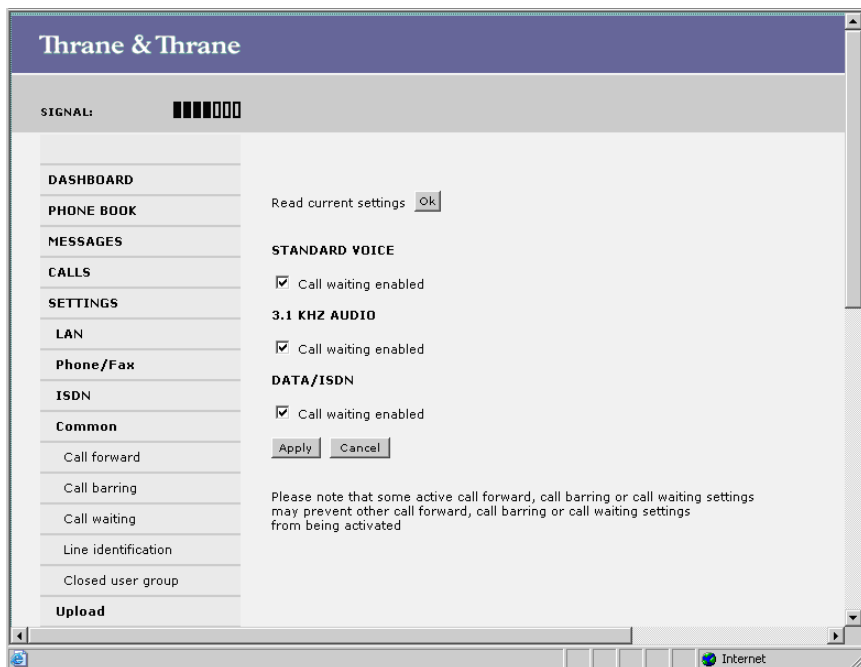 Thrane & Thrane
SIGNAL:
DASHBOARD
PHONE BOOK
MESSAGES
CALLS
SETTINGS
LAN
Phone/Fax
ISDN
Common
Call forward
Call barring
Call waiting
Line identification
Closed user group
Upload
Read current settings Ok
STANDARD VOICE
Call waiting enabled
3.1 KHZ AUDIO
Call waiting enabled
DATA/ISDN
Call waiting enabled
Apply Cancel
Please note that some active call forward, call barring or call waiting settings
may prevent other call forward, call barring or call waiting settings
from being activated
Internet